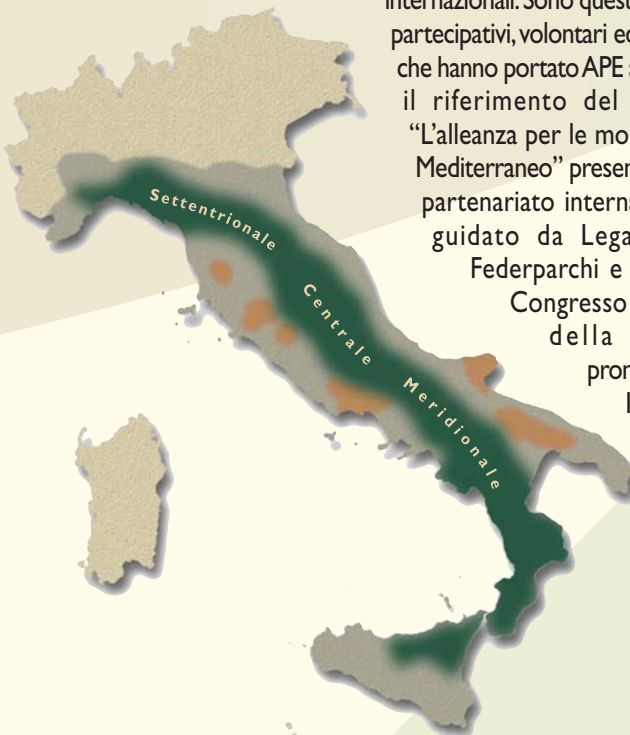 internazionali. Sono quest
partecipativi, volontari ed
che hanno portato APE a
il riferimento del
“L’alleanza per le mo
Mediterraneo” presen
partenariato interna
guidato da Lega
Federparchi e
Congresso
della
pron
Settentrionale
Centrale
Meridionale